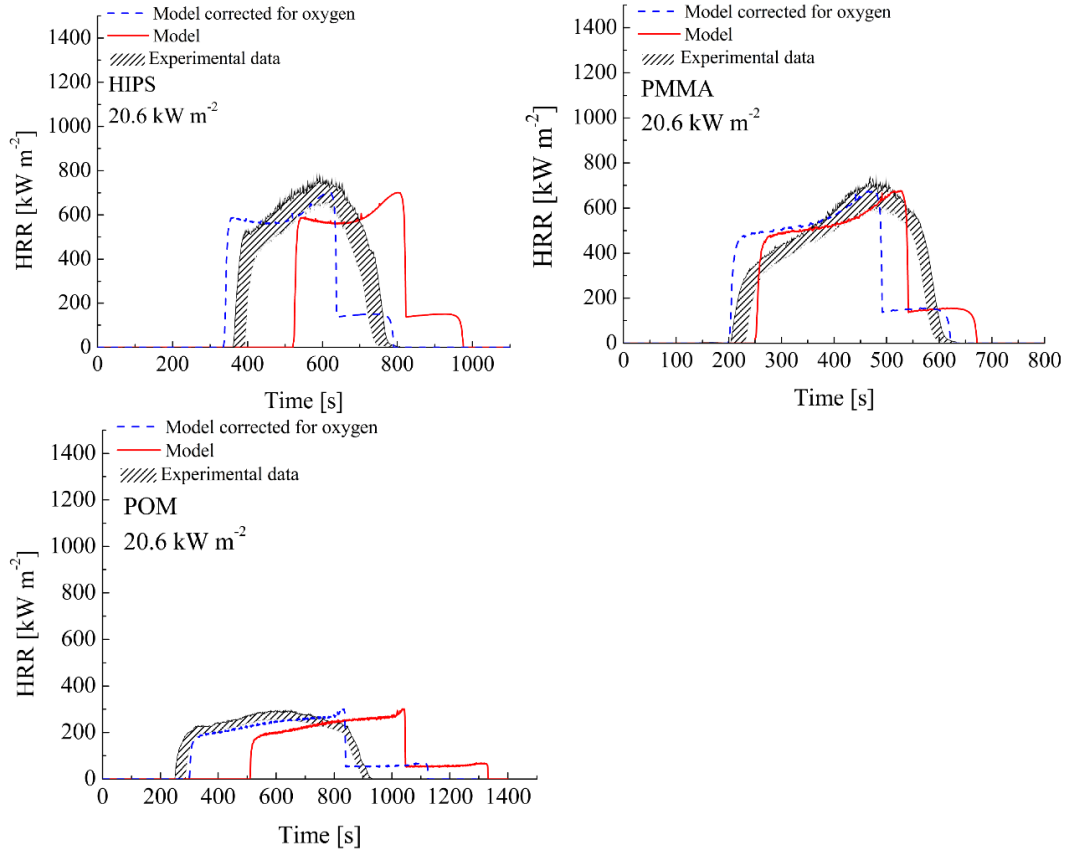 Model corrected for oxygen
Model
Experimental data
HIPS
20.6 kW m-2
1400
1200
1000
800
600
400
200
0
HRR [kW m-2]
0 200 400 600 800 1000
Time [s]
Model corrected for oxygen
Model
Experimental data
PMMA
20.6 kW m-2
1400
1200
1000
800
600
400
200
0
HRR [kW m-2]
0 100 200 300 400 500 600 700 800
Time [s]
Model corrected for oxygen
Model
Experimental data
POM
20.6 kW m-2
1400
1200
1000
800
600
400
200
0
HRR [kW m-2]
0 200 400 600 800 1000 1200 1400
Time [s]